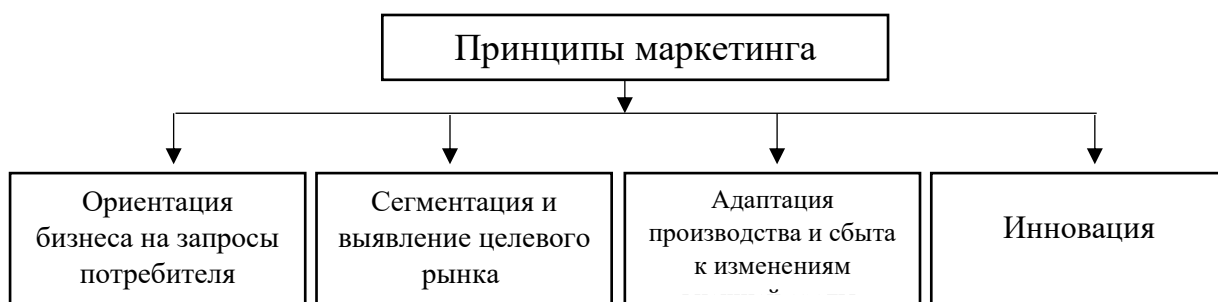 Принципы маркетинга
Ориентация
бизнеса на запросы
потребителя
Сегментация и
выявление целевого
рынка
Адаптация
производства и сбыта
к изменениям
Инновация